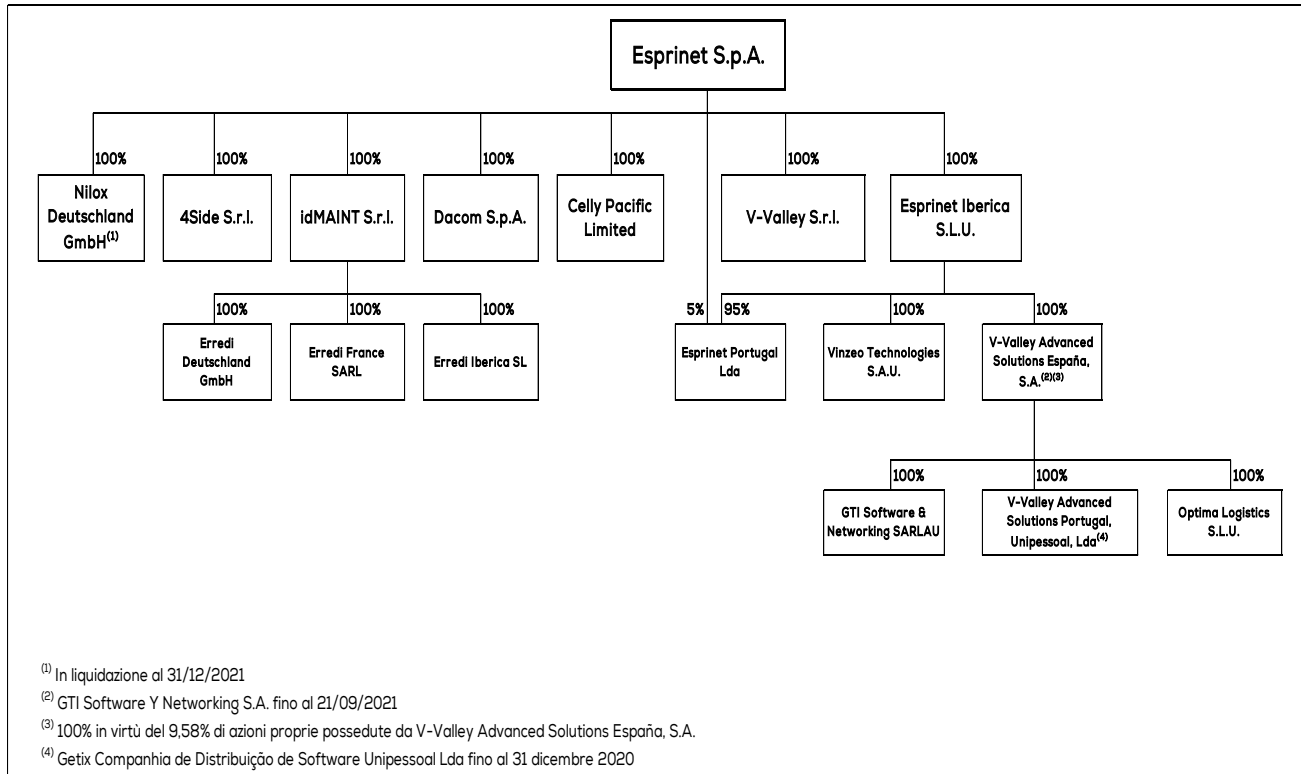 Esprinet S.p.A.
100%
100%
100%
100%
100%
100%
100%
Nilox
Deutschland
GmbH(1)
4Side S.r.l.
idMAINT S.r.l.
Dacom S.p.A.
Celly Pacific
Limited
V-Valley S.r.l.
Esprinet Iberica
S.L.U.
100%
100%
100%
5%
95%
100%
100%
Erredi
Deutschland
GmbH
Erredi France
SARL
Erredi Iberica SL
Esprinet Portugal
Lda
Vinzeo Technologies
S.A.U.
V-Valley Advanced
Solutions España,
S.A.(2)(3)
100%
100%
100%
GTI Software &
Networking SARLAU
V-Valley Advanced
Solutions Portugal,
Unipessoal, Lda(4)
Optima Logistics
S.L.U.
(1) In liquidazione al 31/12/2021
(2) GTI Software Y Networking S.A. fino al 21/09/2021
(3) 100% in virtù del 9,58% di azioni proprie possedute da V-Valley Advanced Solutions España, S.A.
(4) Getix Companhia de Distribuição de Software Unipessoal Lda fino al 31 dicembre 2020